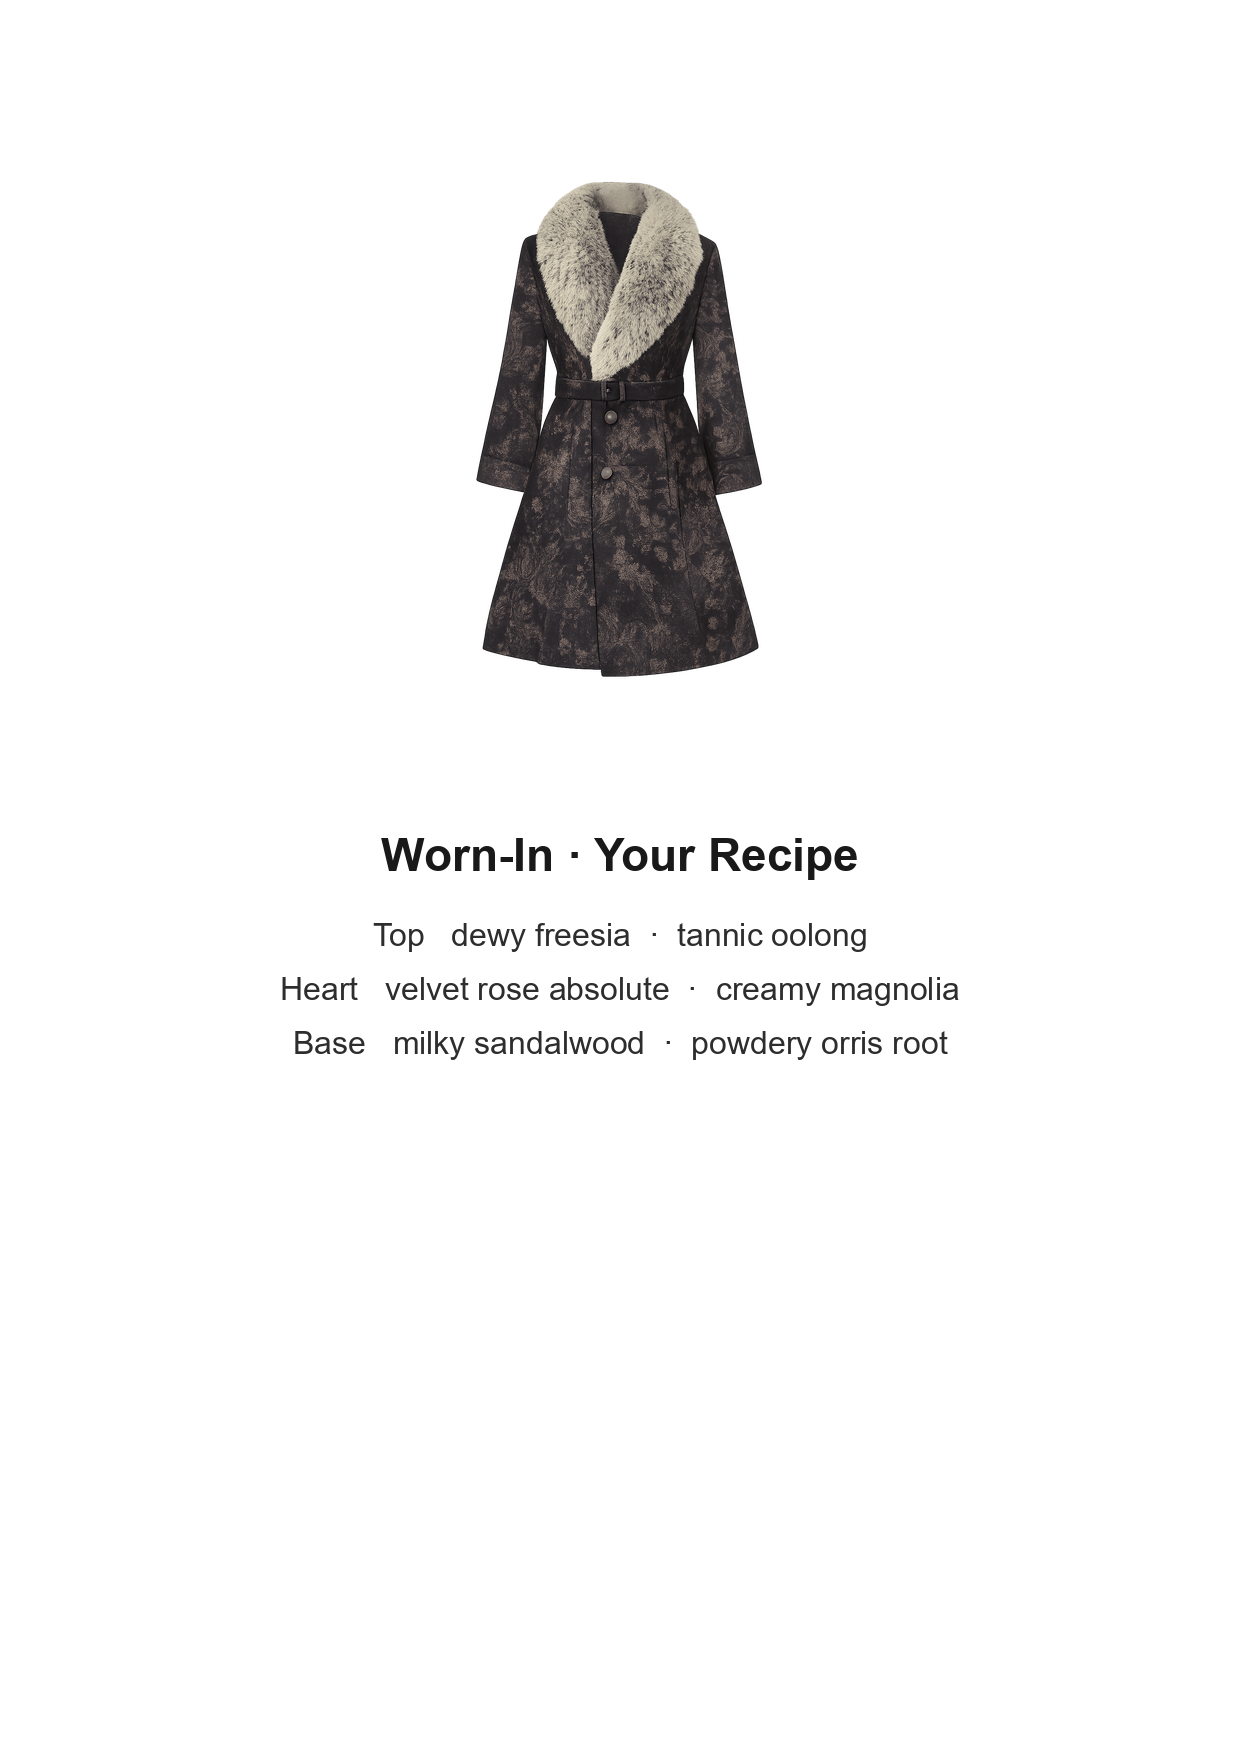 Worn-In · Your Recipe
Top dewy freesia · tannic oolong
Heart velvet rose absolute · creamy magnolia
Base milky sandalwood · powdery orris root